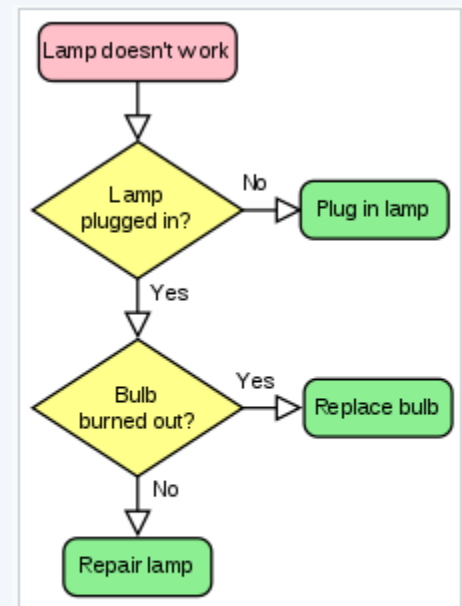 Lamp doesn't work
Lamp
plugged in?
No
Plug in lamp
Yes
Bulb
burned out?
Yes
Replace bulb
No
Repair lamp